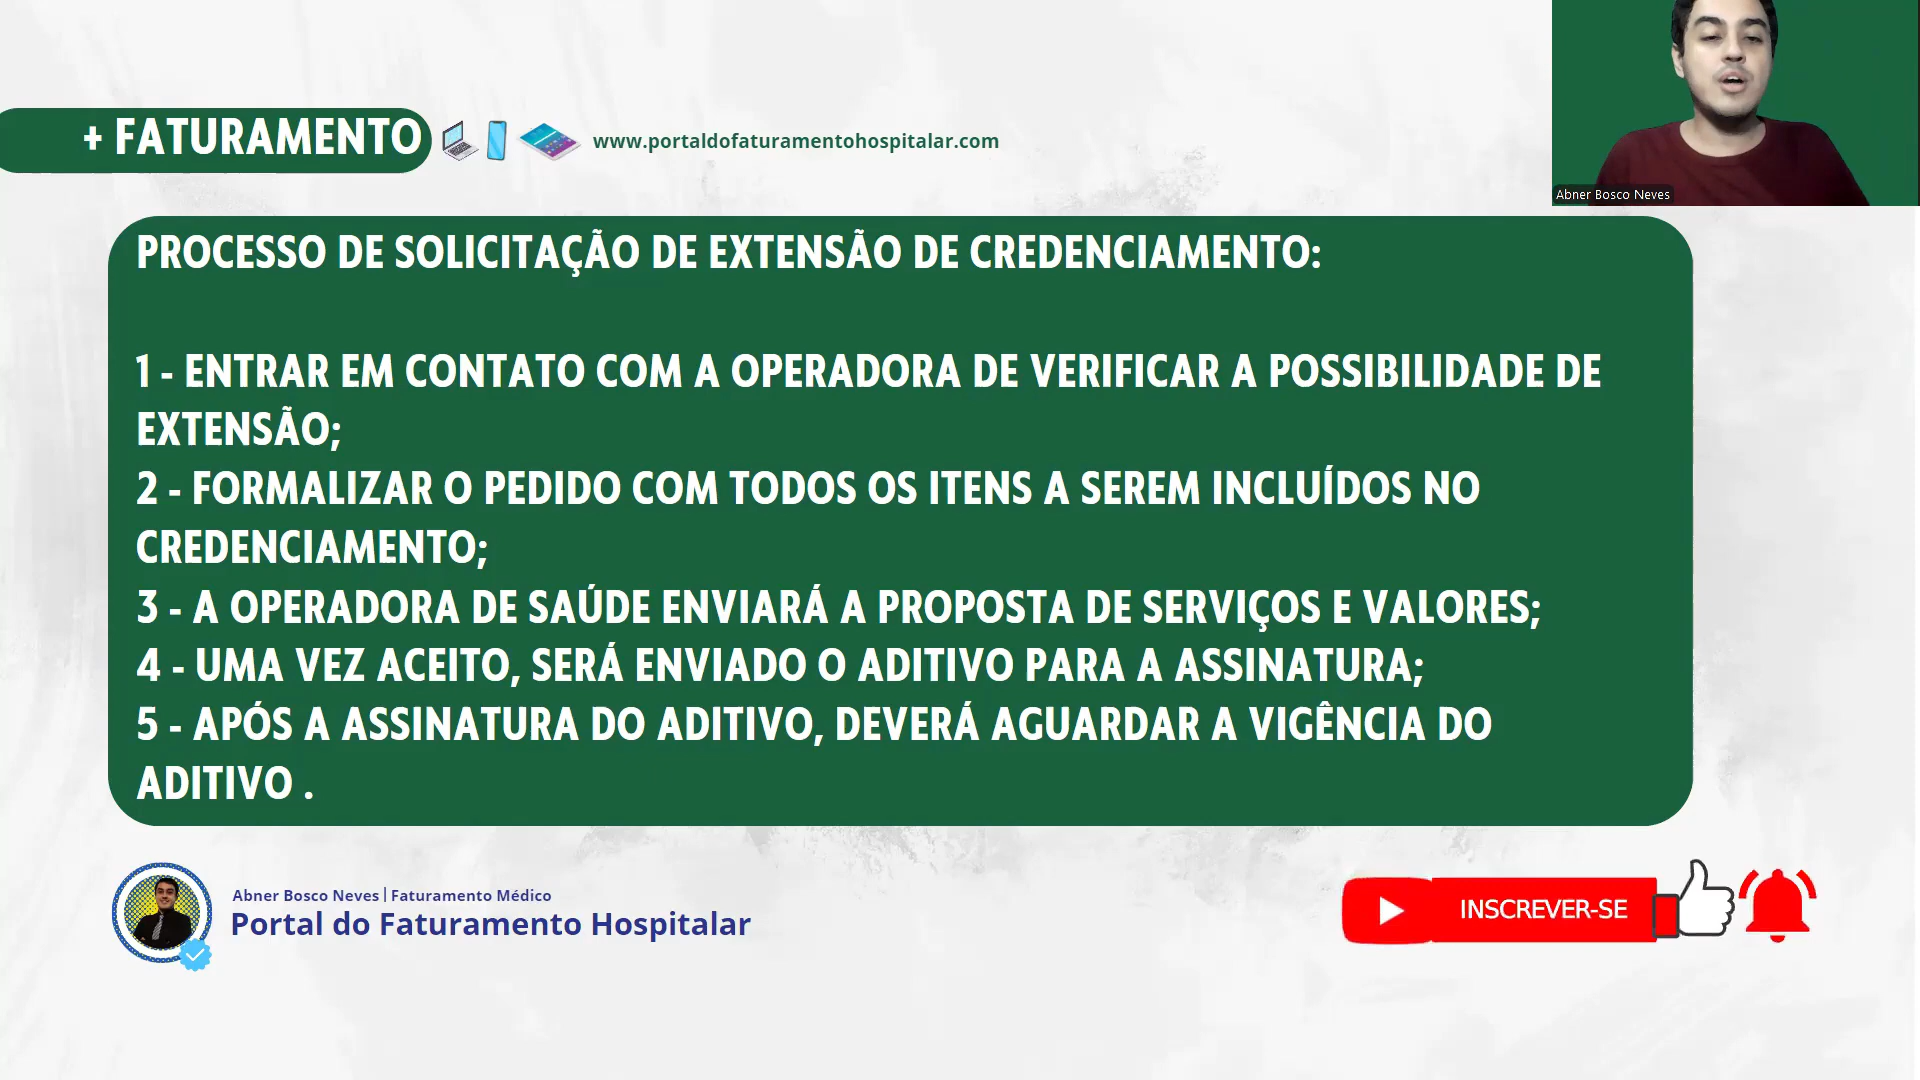 + FATURAMENTO
www.portaldofaturamentohospitalar.com
Abner Bosco Neves
PROCESSO DE SOLICITAÇÃO DE EXTENSÃO DE CREDENCIAMENTO:
1 - ENTRAR EM CONTATO COM A OPERADORA DE VERIFICAR A POSSIBILIDADE DE
EXTENSÃO;
2 - FORMALIZAR O PEDIDO COM TODOS OS ITENS A SEREM INCLUÍDOS NO
CREDENCIAMENTO;
3 - A OPERADORA DE SAÚDE ENVIARÁ A PROPOSTA DE SERVIÇOS E VALORES;
4 - UMA VEZ ACEITO, SERÁ ENVIADO O ADITIVO PARA A ASSINATURA;
5 - APÓS A ASSINATURA DO ADITIVO, DEVERÁ AGUARDAR A VIGÊNCIA DO
ADITIVO .
Abner Bosco Neves | Faturamento Médico
Portal do Faturamento Hospitalar
INSCREVER-SE